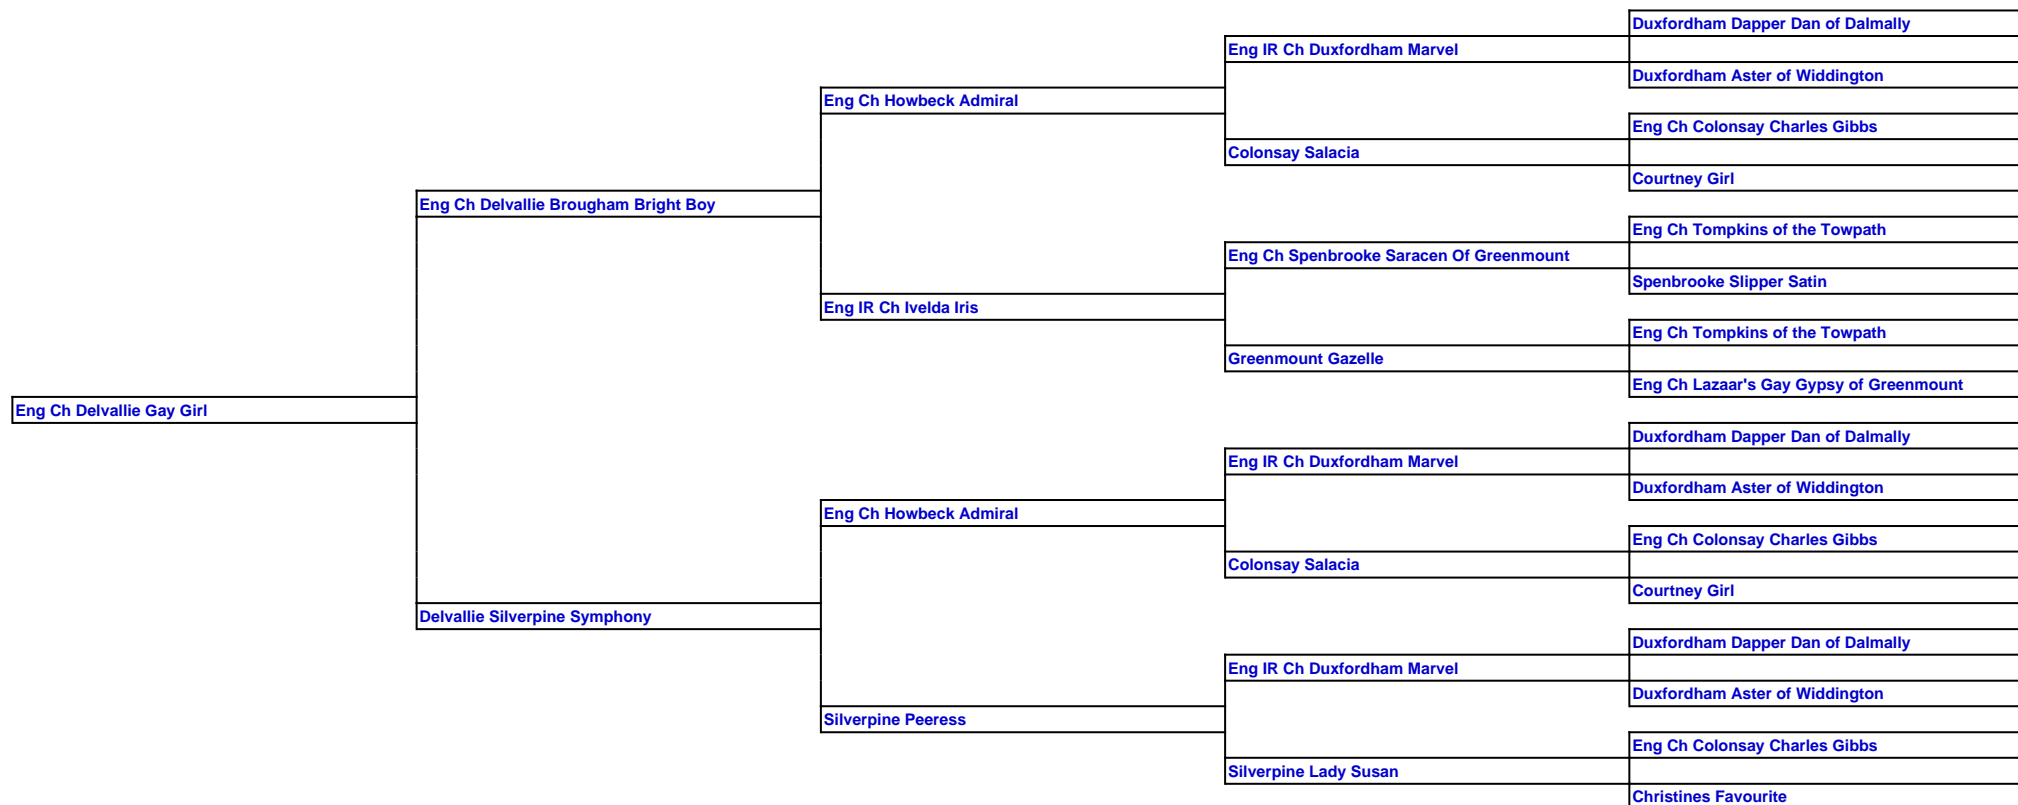 Duxfordham Dapper Dan of Dalmally
Eng IR Ch Duxfordham Marvel
Duxfordham Aster of Widdington
Eng Ch Howbeck Admiral
Eng Ch Colonsay Charles Gibbs
Colonsay Salacia
Courtney Girl
Eng Ch Delvallie Brougham Bright Boy
Eng Ch Tompkins of the Towpath
Eng Ch Spenbrooke Saracen Of Greenmount
Spenbrooke Slipper Satin
Eng IR Ch Ivelda Iris
Eng Ch Tompkins of the Towpath
Greenmount Gazelle
Eng Ch Lazaar's Gay Gypsy of Greenmount
Eng Ch Delvallie Gay Girl
Duxfordham Dapper Dan of Dalmally
Eng IR Ch Duxfordham Marvel
Duxfordham Aster of Widdington
Eng Ch Howbeck Admiral
Eng Ch Colonsay Charles Gibbs
Colonsay Salacia
Courtney Girl
Delvallie Silverpine Symphony
Duxfordham Dapper Dan of Dalmally
Eng IR Ch Duxfordham Marvel
Duxfordham Aster of Widdington
Silverpine Peeress
Eng Ch Colonsay Charles Gibbs
Silverpine Lady Susan
Christines Favourite